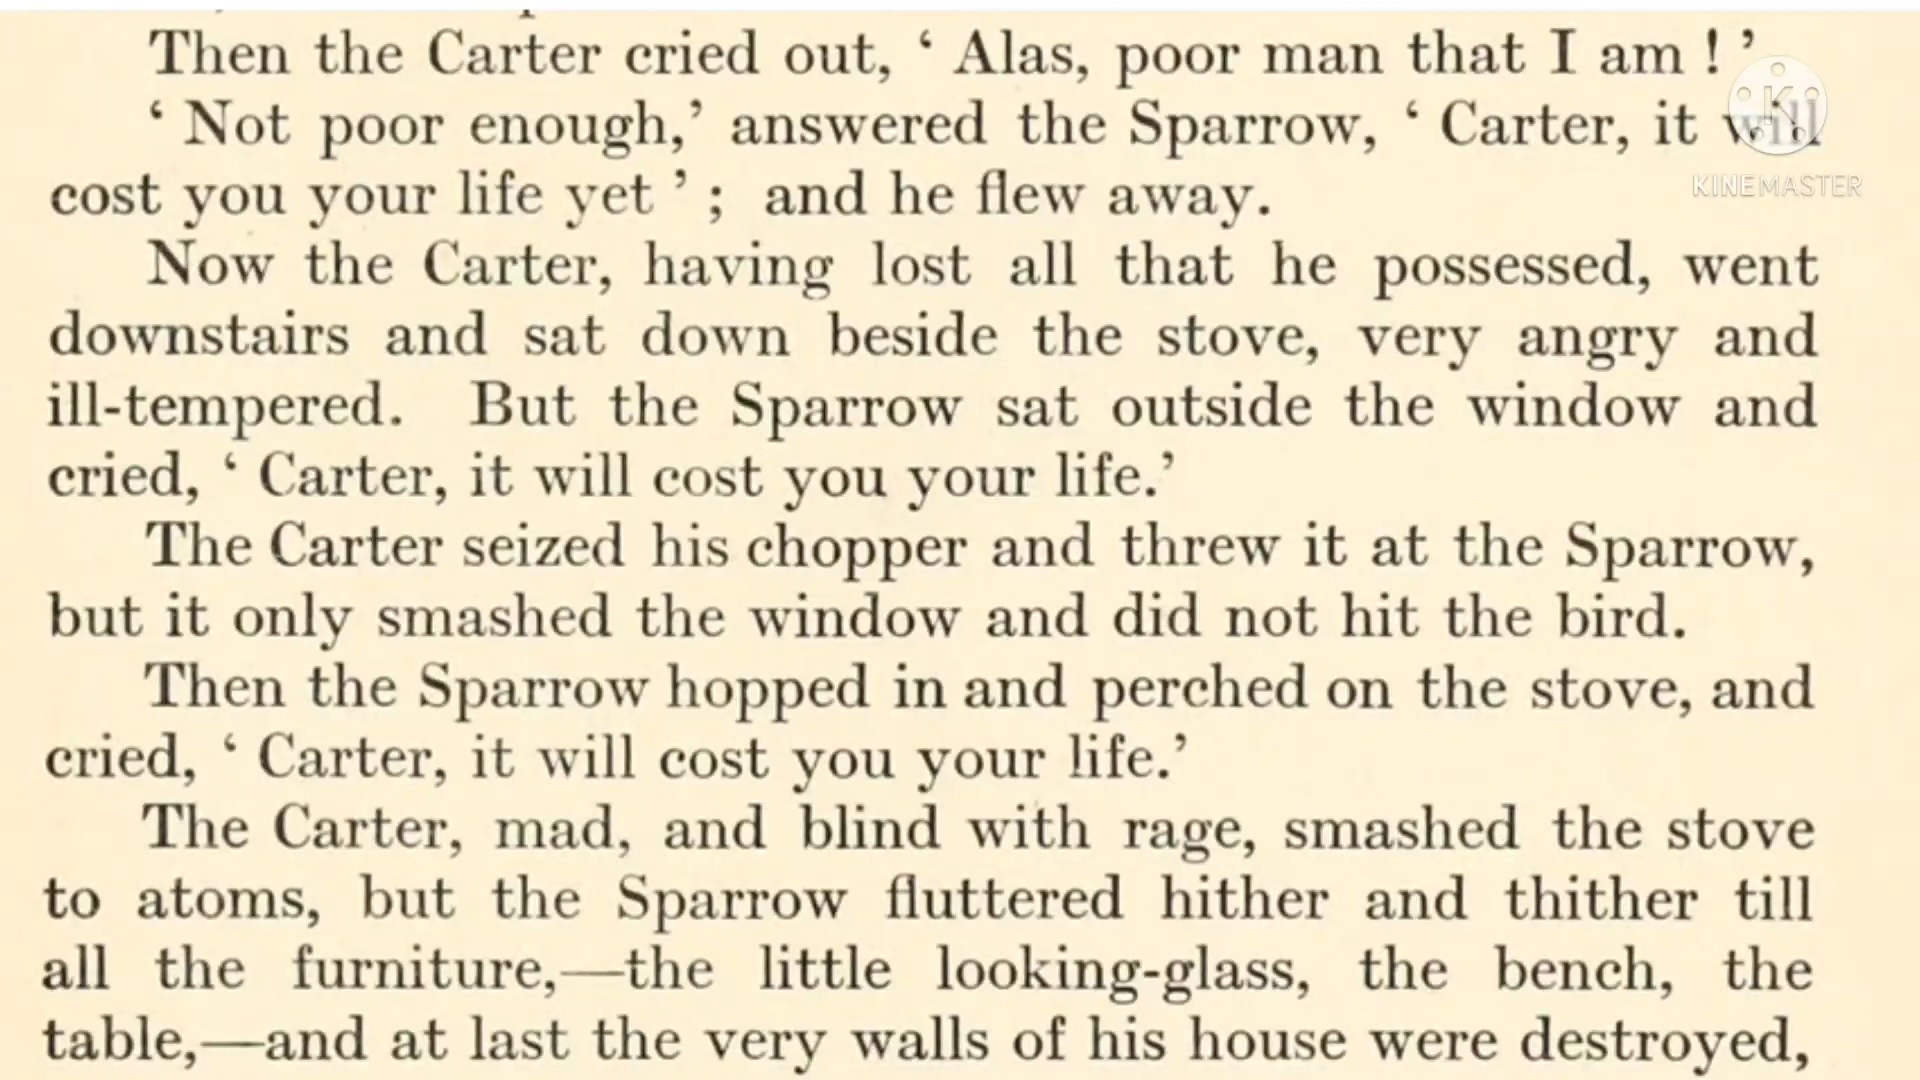 Then the Carter cried out, ‘ Alas, poor man that I am ! ’
‘ Not poor enough,’ answered the Sparrow, ‘ Carter, it will
cost you your life yet ’ ; and he flew away.
Now the Carter, having lost all that he possessed, went
downstairs and sat down beside the stove, very angry and
ill-tempered. But the Sparrow sat outside the window and
cried, ‘ Carter, it will cost you your life.’
The Carter seized his chopper and threw it at the Sparrow,
but it only smashed the window and did not hit the bird.
Then the Sparrow hopped in and perched on the stove, and
cried, ‘ Carter, it will cost you your life.’
The Carter, mad, and blind with rage, smashed the stove
to atoms, but the Sparrow fluttered hither and thither till
all the furniture,—the little looking-glass, the bench, the
table,—and at last the very walls of his house were destroyed,
K
KINEMASTER